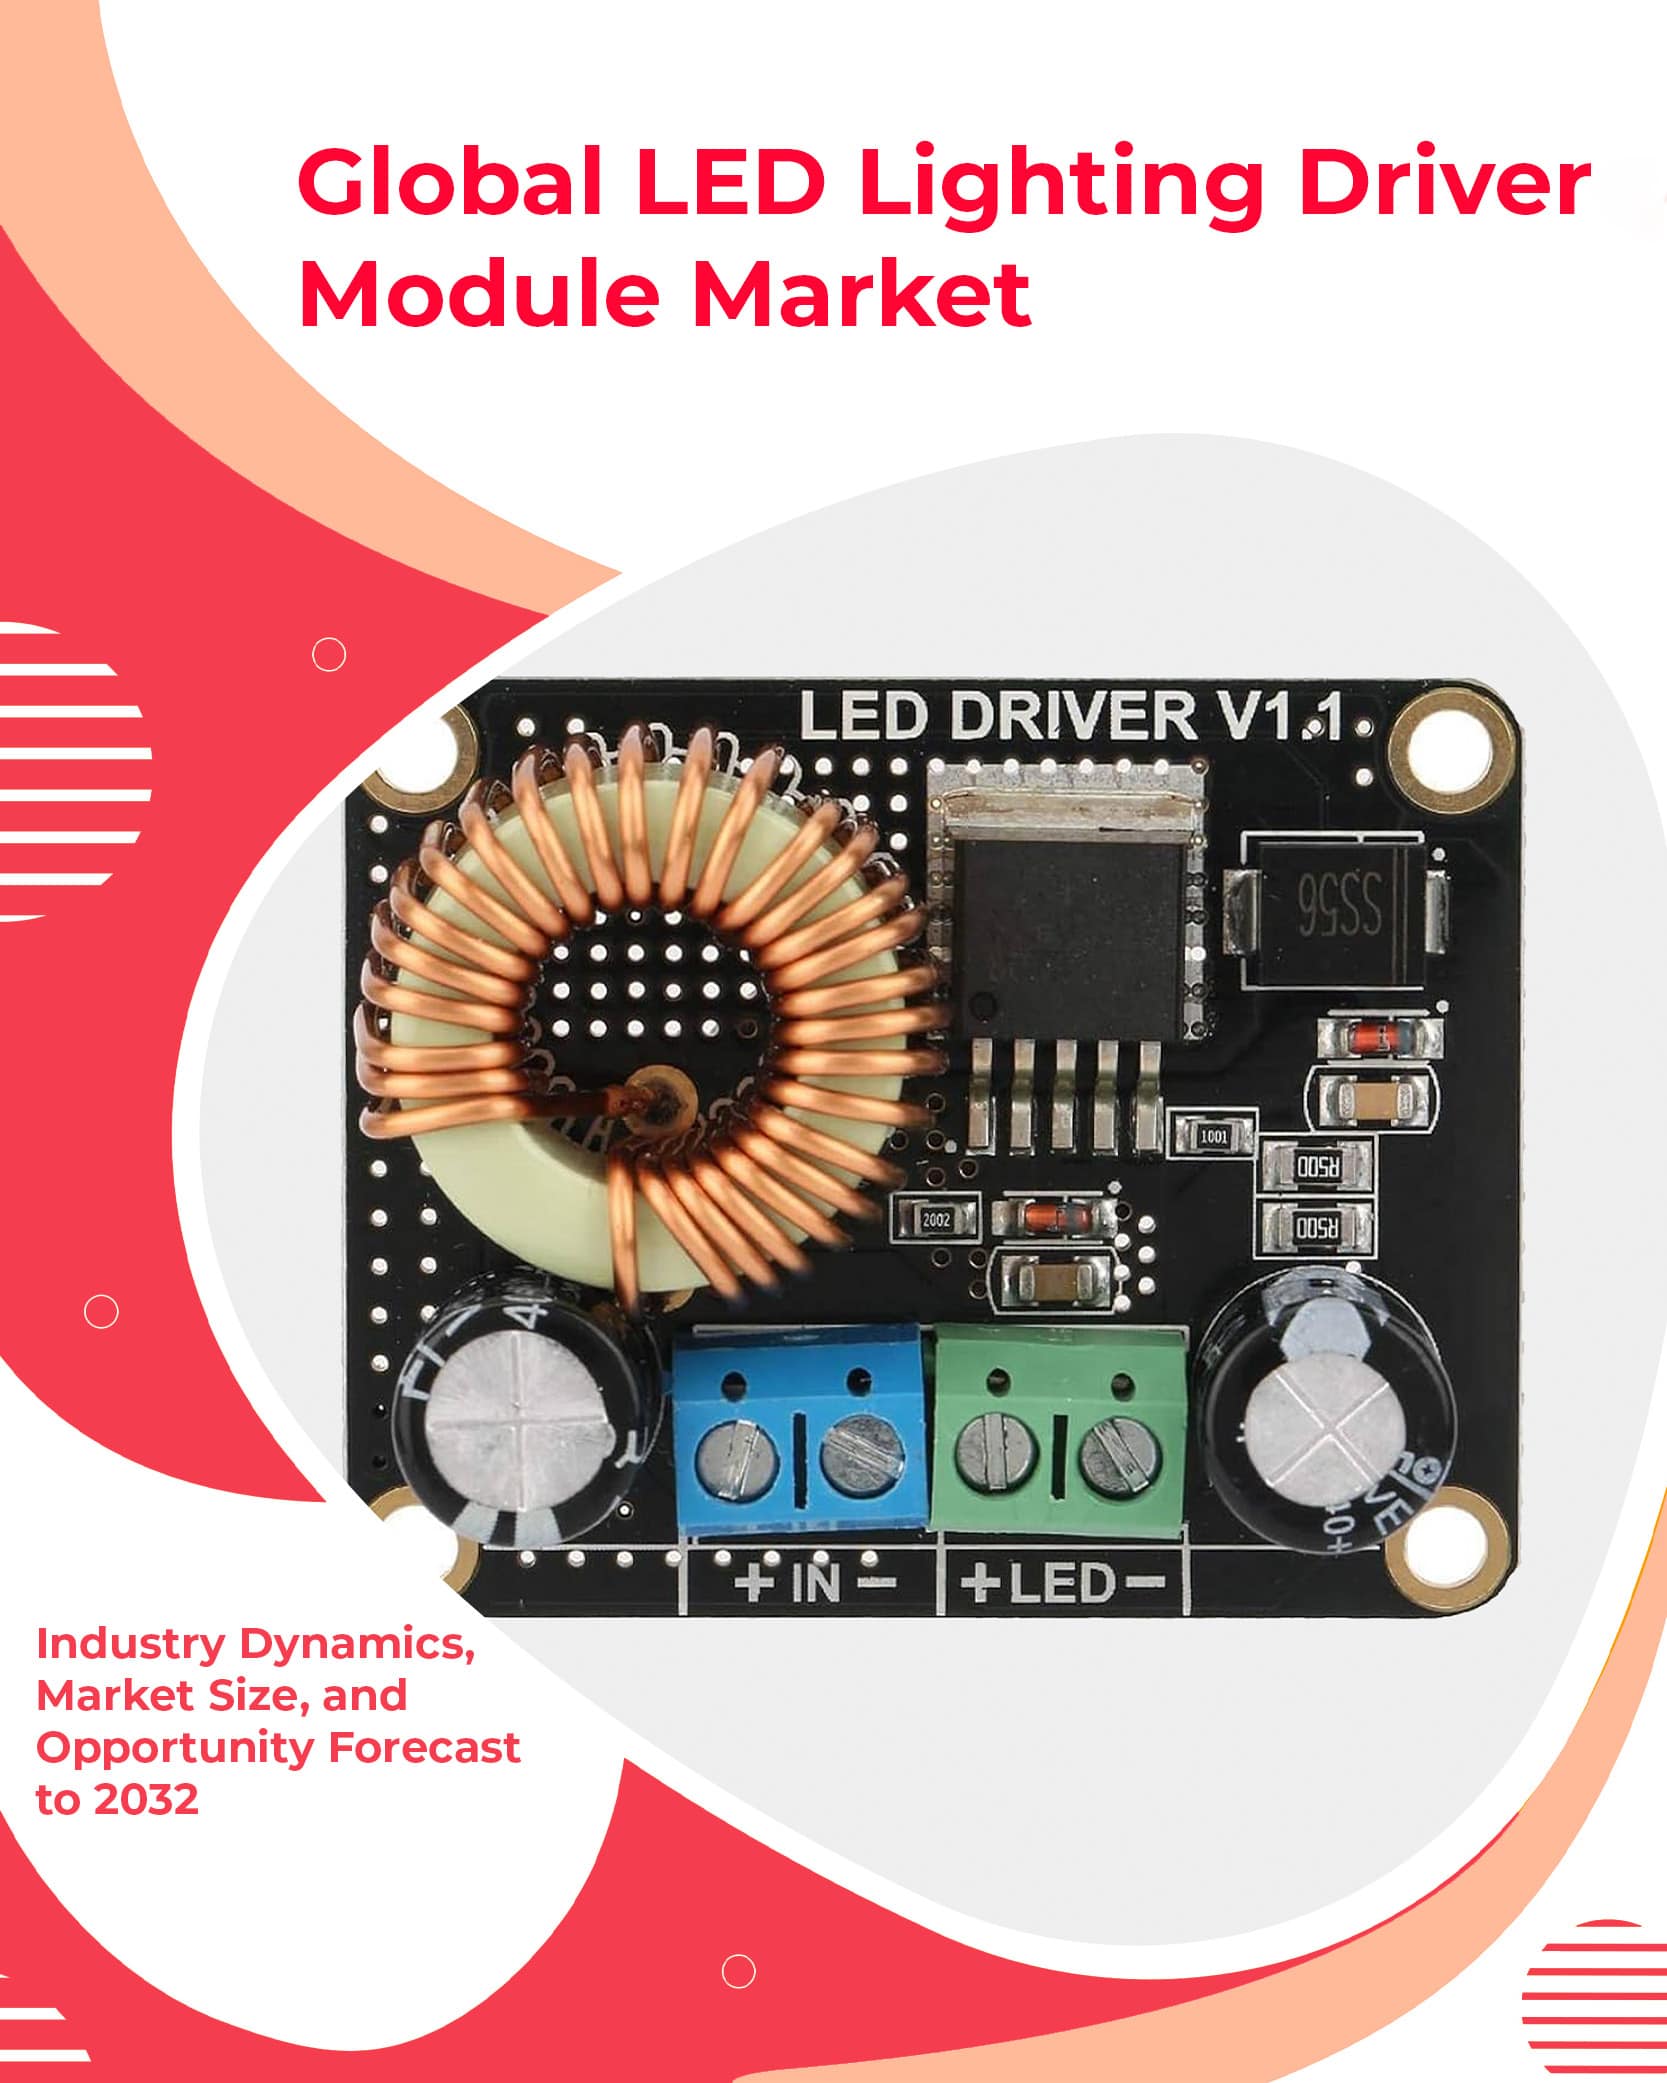 Global LED Lighting Driver
Module Market
LED DRIVER V1.1
SS56
1001
R500
2002
R500
+ IN −
+ LED −
Industry Dynamics,
Market Size, and
Opportunity Forecast
to 2032